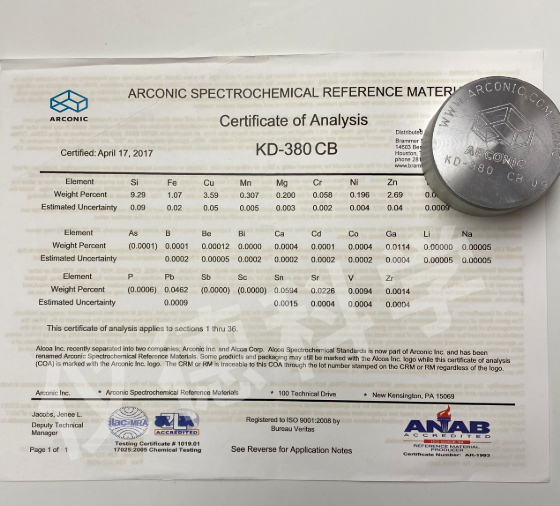 ARCONIC SPECTROCHEMICAL REFERENCE
ARCONIC
Certificate of Analysis
Certified: April 17, 2017
KD-380 CB
Distributed
Brammer
Houston,
WWW.ARCONIC.COM
ARCONIC
KD-380 CB
Element Si Fe Cu Mn Mg Cr Ni Zn
Weight Percent 9.29 1.07 3.59 0.307 0.200 0.058 0.196 2.69
Estimated Uncertainty 0.09 0.02 0.05 0.005 0.003 0.002 0.004 0.04 0.0009
Element As B Be Bi Ca Cd Co Ga Li Na
Weight Percent (0.0001) 0.0001 0.00012 0.0000 0.0004 0.0001 0.0004 0.0114 0.00000 0.00005
Estimated Uncertainty 0.0002 0.00005 0.0002 0.0002 0.0002 0.0002 0.0004 0.00005 0.00005
Element P Pb Sb Sc Sn Sr V Zr
Weight Percent (0.0006) 0.0462 (0.0000) (0.0000) 0.0594 0.0226 0.0094 0.0014
Estimated Uncertainty 0.0009 0.0015 0.0004 0.0004 0.0004
This certificate of analysis applies to sections 1 thru 36.
Alcoa Inc. recently separated into two companies; Arconic Inc. and Alcoa Corp. Alcoa Spectrochemical Standards is now part of Arconic Inc. and has been
renamed Arconic Spectrochemical Reference Materials. Some products and packaging may still be marked with the Alcoa Inc. logo while this certificate of analysis
(COA) is marked with the Arconic Inc. logo. The CRM or RM is traceable to this COA through the lot number stamped on the CRM or RM regardless of the logo.
Arconic Inc. * Arconic Spectrochemical Reference Materials * 100 Technical Drive * New Kensington, PA 15069
Jacobs, Jenee L.
Deputy Technical
Manager
Page 1 of 1
ilac-MRA
ACCREDITED
Testing Certificate # 1019.01
17025:2005 Chemical Testing
Registered to ISO 9001:2008 by
Bureau Veritas
See Reverse for Application Notes
ANAB
ACCREDITED
REFERENCE MATERIAL
PRODUCER
Certificate Number: AR-1993